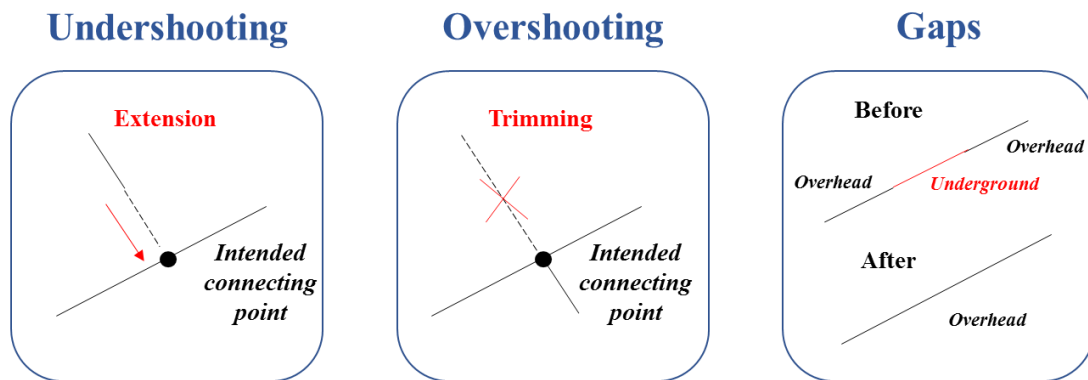 Undershooting
Extension
Intended
connecting
point
Overshooting
Trimming
Intended
connecting
point
Gaps
Before
Overhead
Overhead
Underground
After
Overhead